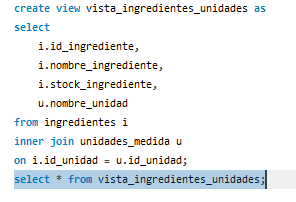 create view vista_ingredientes_unidades as
select
i.id_ingrediente,
i.nombre_ingrediente,
i.stock_ingrediente,
u.nombre_unidad
from ingredientes i
inner join unidades_medida u
on i.id_unidad = u.id_unidad;
select * from vista_ingredientes_unidades;